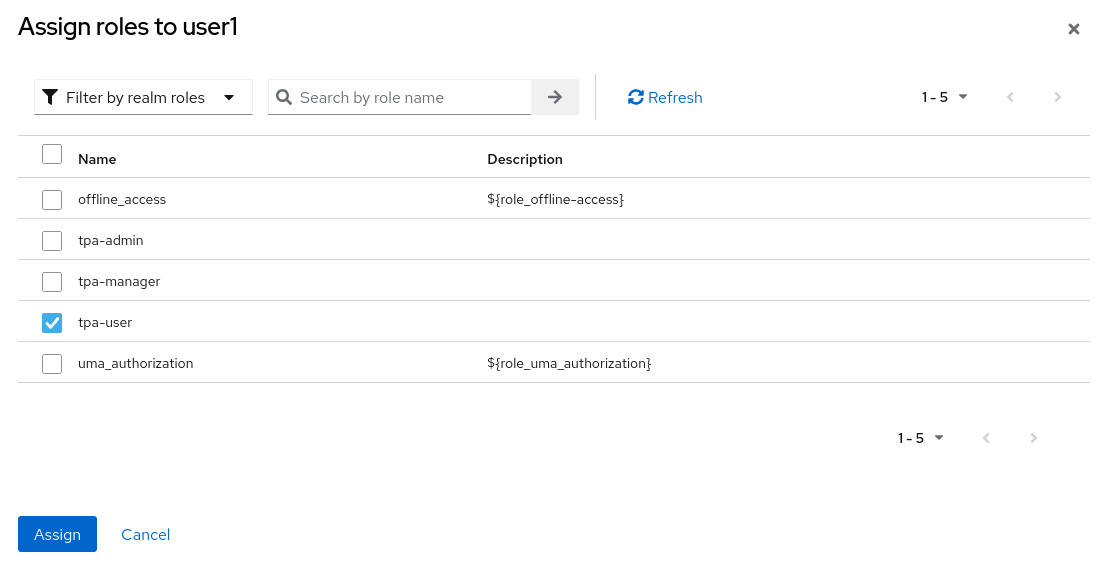 Assign roles to user1
Filter by realm roles
Search by role name
Refresh
1 - 5
Name Description
offline_access ${role_offline-access}
tpa-admin
tpa-manager
tpa-user
uma_authorization ${role_uma_authorization}
1 - 5
Assign Cancel